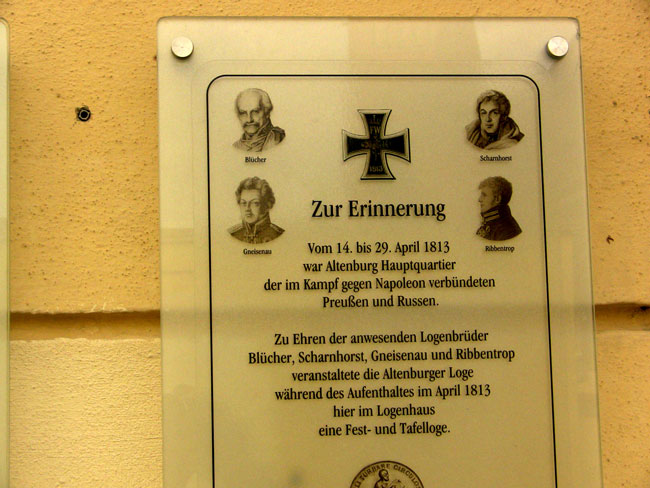 Blücher
Scharnhorst
Gneisenau
Ribbentrop
FW
1813
Zur Erinnerung
Vom 14. bis 29. April 1813
war Altenburg Hauptquartier
der im Kampf gegen Napoleon verbündeten
Preußen und Russen.
Zu Ehren der anwesenden Logenbrüder
Blücher, Scharnhorst, Gneisenau und Ribbentrop
veranstaltete die Altenburger Loge
während des Aufenthaltes im April 1813
hier im Logenhaus
eine Fest- und Tafelloge.